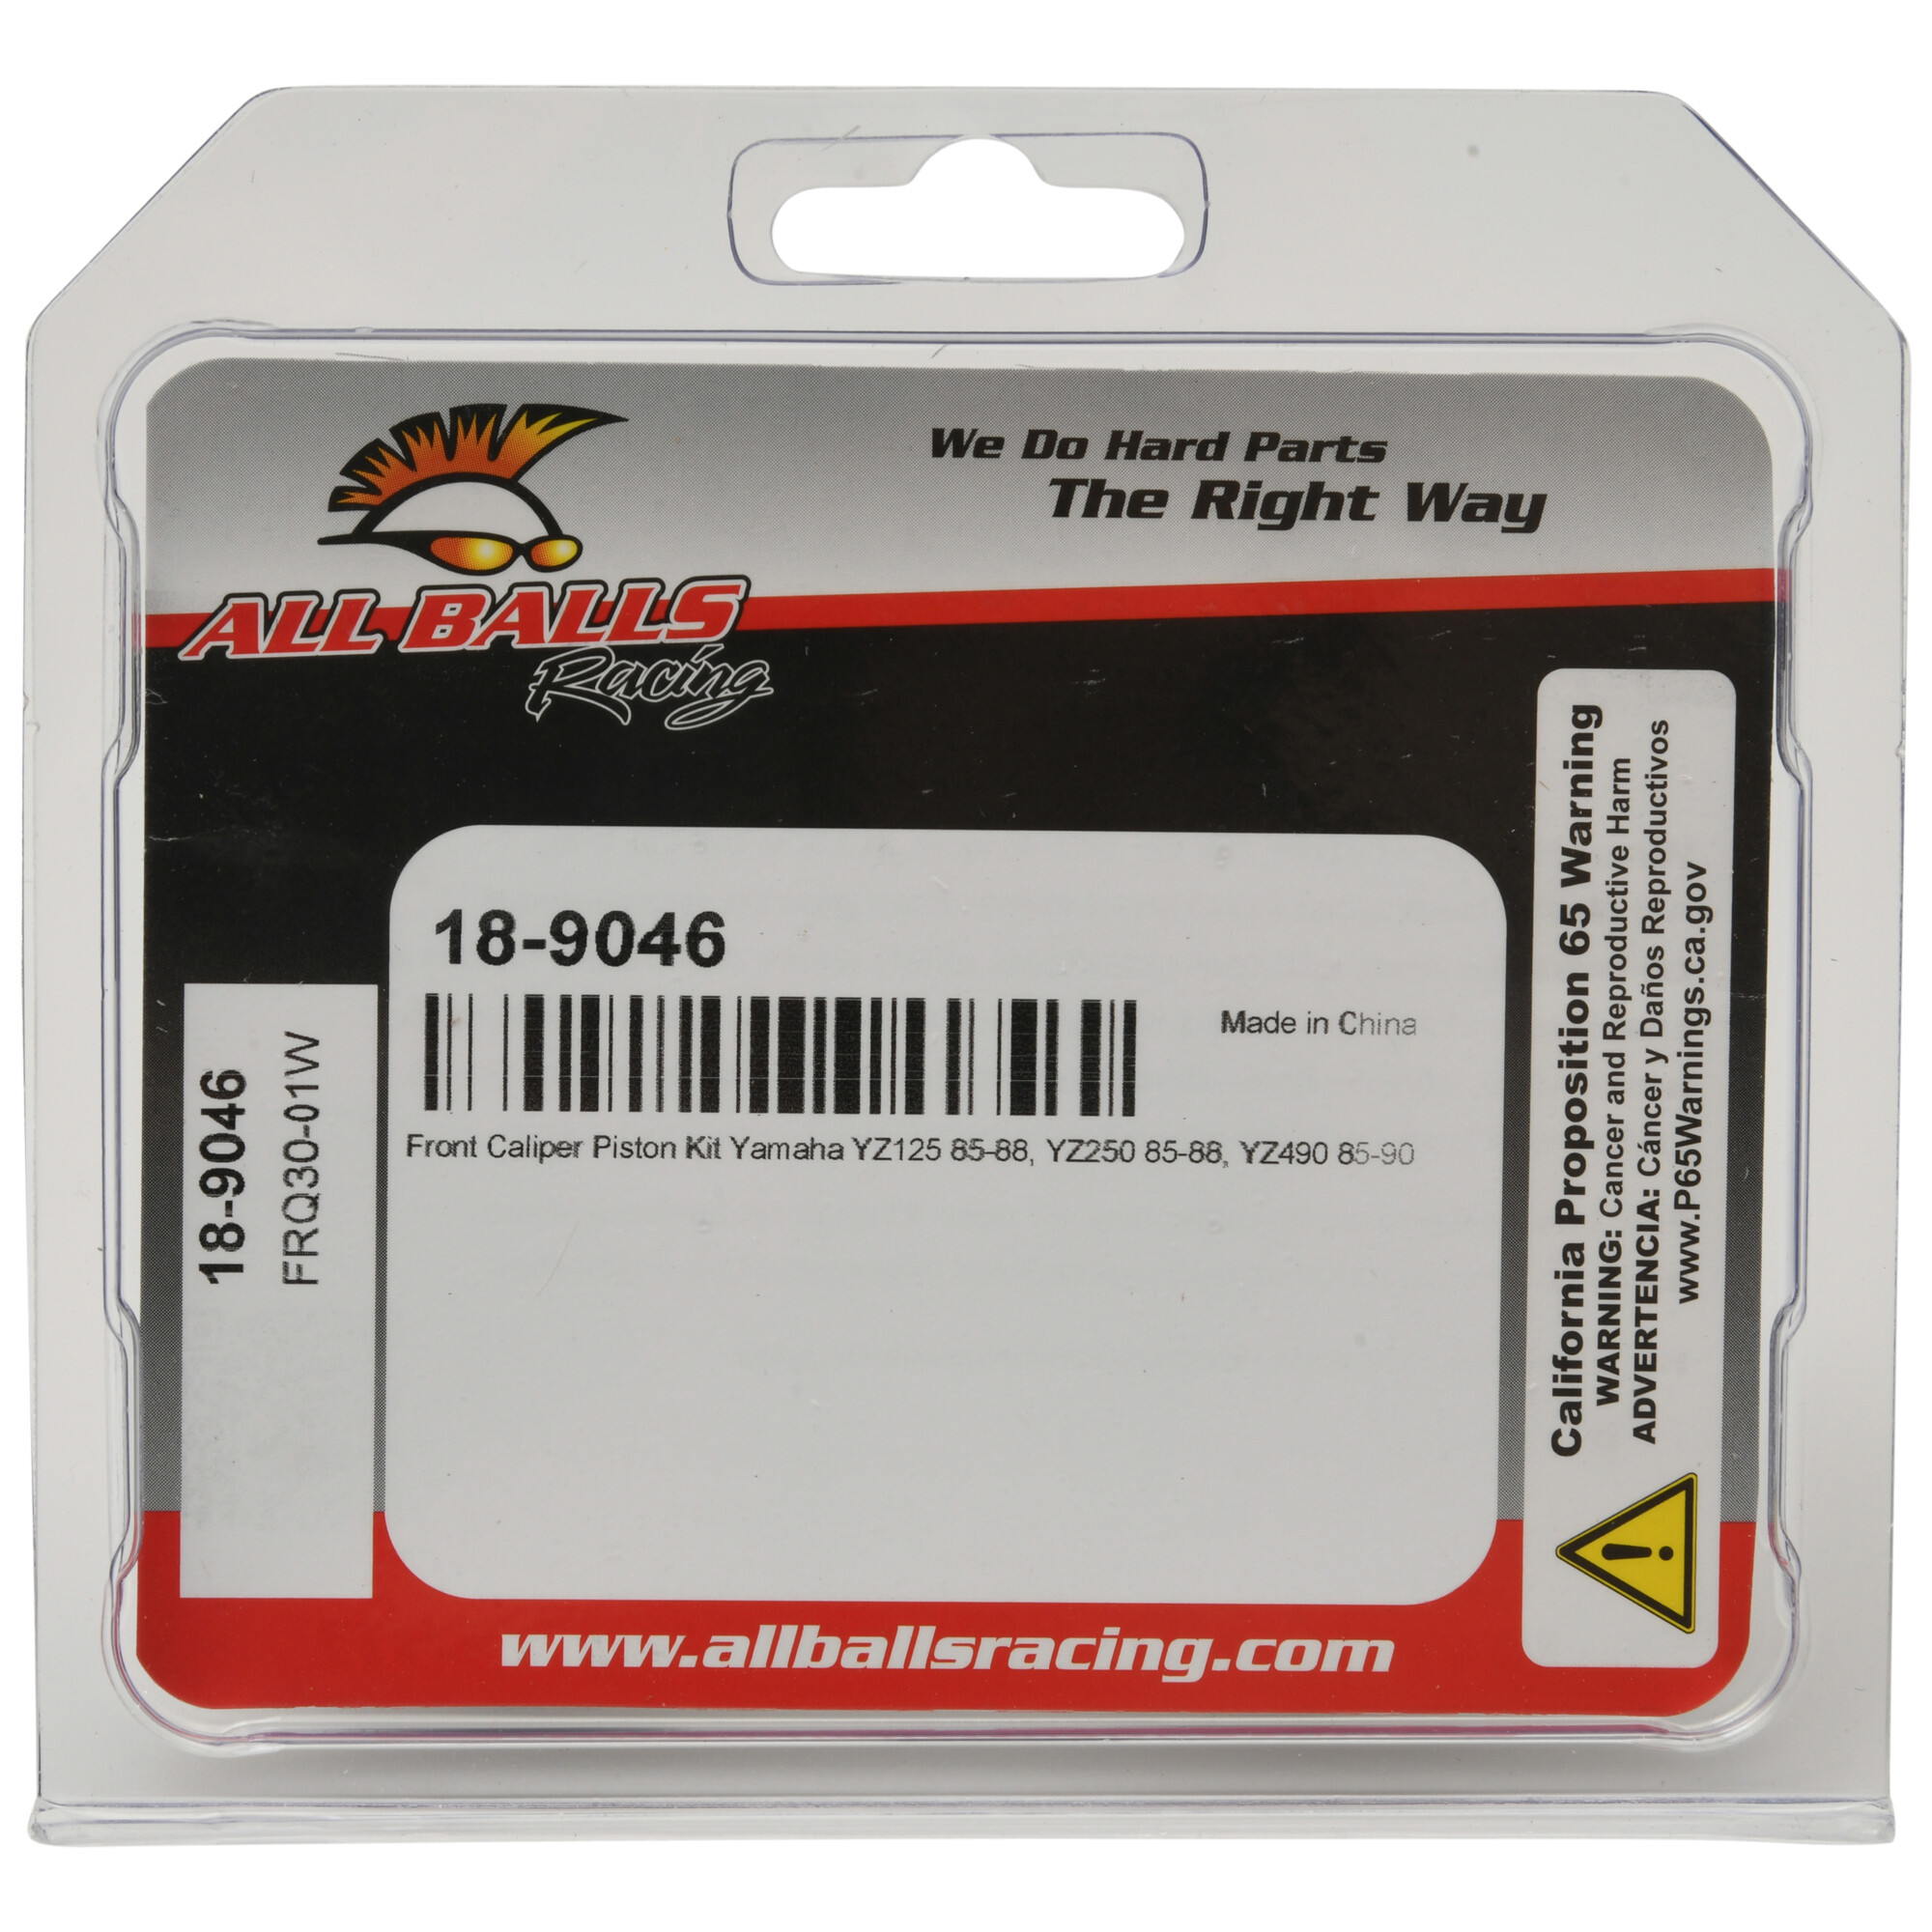 We Do Hard Parts
The Right Way
ALL BALLS
Racing
18-9046
Made in China
Front Caliper Piston Kit Yamaha YZ125 85-88, YZ250 85-88, YZ490 85-90
18-9046
FRQ30-01W
California Proposition 65 Warning
WARNING: Cancer and Reproductive Harm
ADVERTENCIA: Cáncer y Daños Reproductivos
www.P65Warnings.ca.gov
www.allballsracing.com